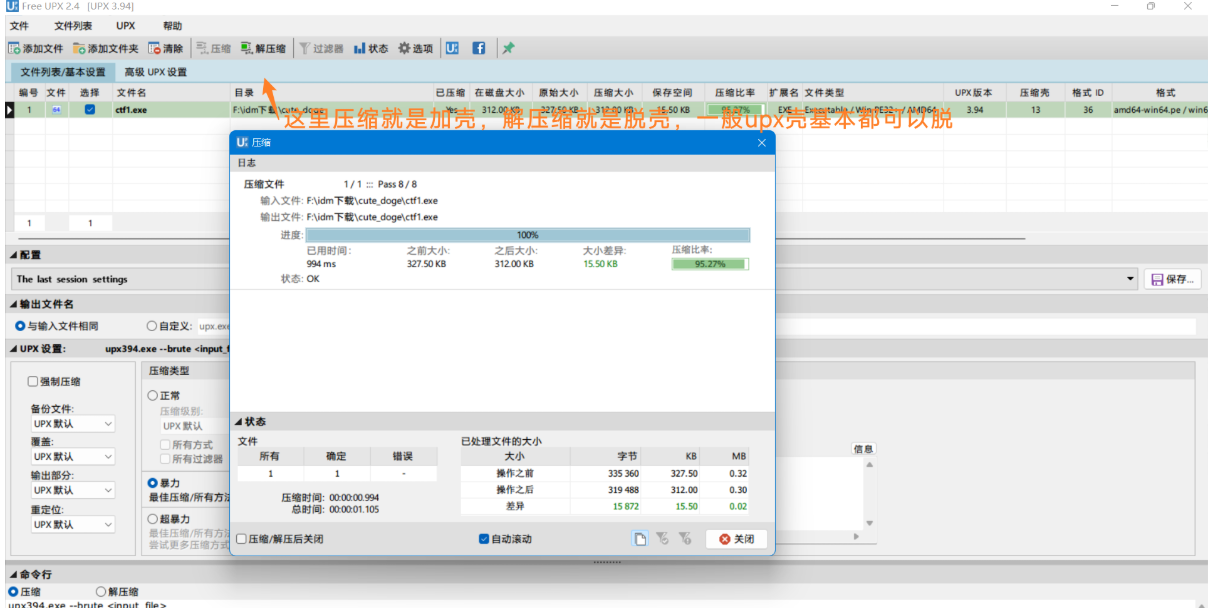 Free UPX 2.4 [UPX 3.94]
文件 文件列表 UPX 帮助
添加文件 添加文件夹 清除 压缩 解压缩 过滤器 状态 选项
文件列表/基本设置 高级 UPX 设置
编号 文件 选择 文件名 目录 已压缩 在磁盘大小 原始大小 压缩大小 保存空间 压缩比率 扩展名 文件类型 UPX 版本 压缩壳 格式 ID 格式
1 64 ctf1.exe F:\idm下载\cute_doge Yes 312.00 KB 327.50 KB 312.00 KB 15.50 KB 95.27% EXE Executable / Win PE32+ / AMD64 3.94 13 36 amd64-win64.pe / win6
这里压缩就是加壳，解压缩就是脱壳，一般upx壳基本都可以脱
1 1
压缩
日志
压缩文件 1 / 1 ::: Pass 8 / 8
输入文件: F:\idm下载\cute_doge\ctf1.exe
输出文件: F:\idm下载\cute_doge\ctf1.exe
进度: 100%
已用时间: 之前大小: 之后大小: 大小差异: 压缩比率:
994 ms 327.50 KB 312.00 KB 15.50 KB 95.27%
状态: OK
状态
文件 已处理文件的大小
所有 确定 错误 大小 字节 KB MB
1 1 - 操作之前 335 360 327.50 0.32
操作之后 319 488 312.00 0.30
差异 15 872 15.50 0.02
压缩时间: 00:00:00.994
总时间: 00:00:01.105
压缩/解压后关闭 自动滚动 关闭
配置
The last session settings 保存...
输出文件名
与输入文件相同 自定义: upx.exe
UPX 设置: upx394.exe --brute <input_f
强制压缩
备份文件:
UPX 默认
覆盖:
UPX 默认
输出部分:
UPX 默认
重定位:
UPX 默认
压缩类型
正常
压缩级别:
UPX 默认
所有方式
所有过滤器
暴力
最佳压缩/所有方法
超暴力
最佳压缩/所有方法
尝试更多压缩方式
信息
命令行
压缩 解压缩
upx394.exe --brute <input_file>